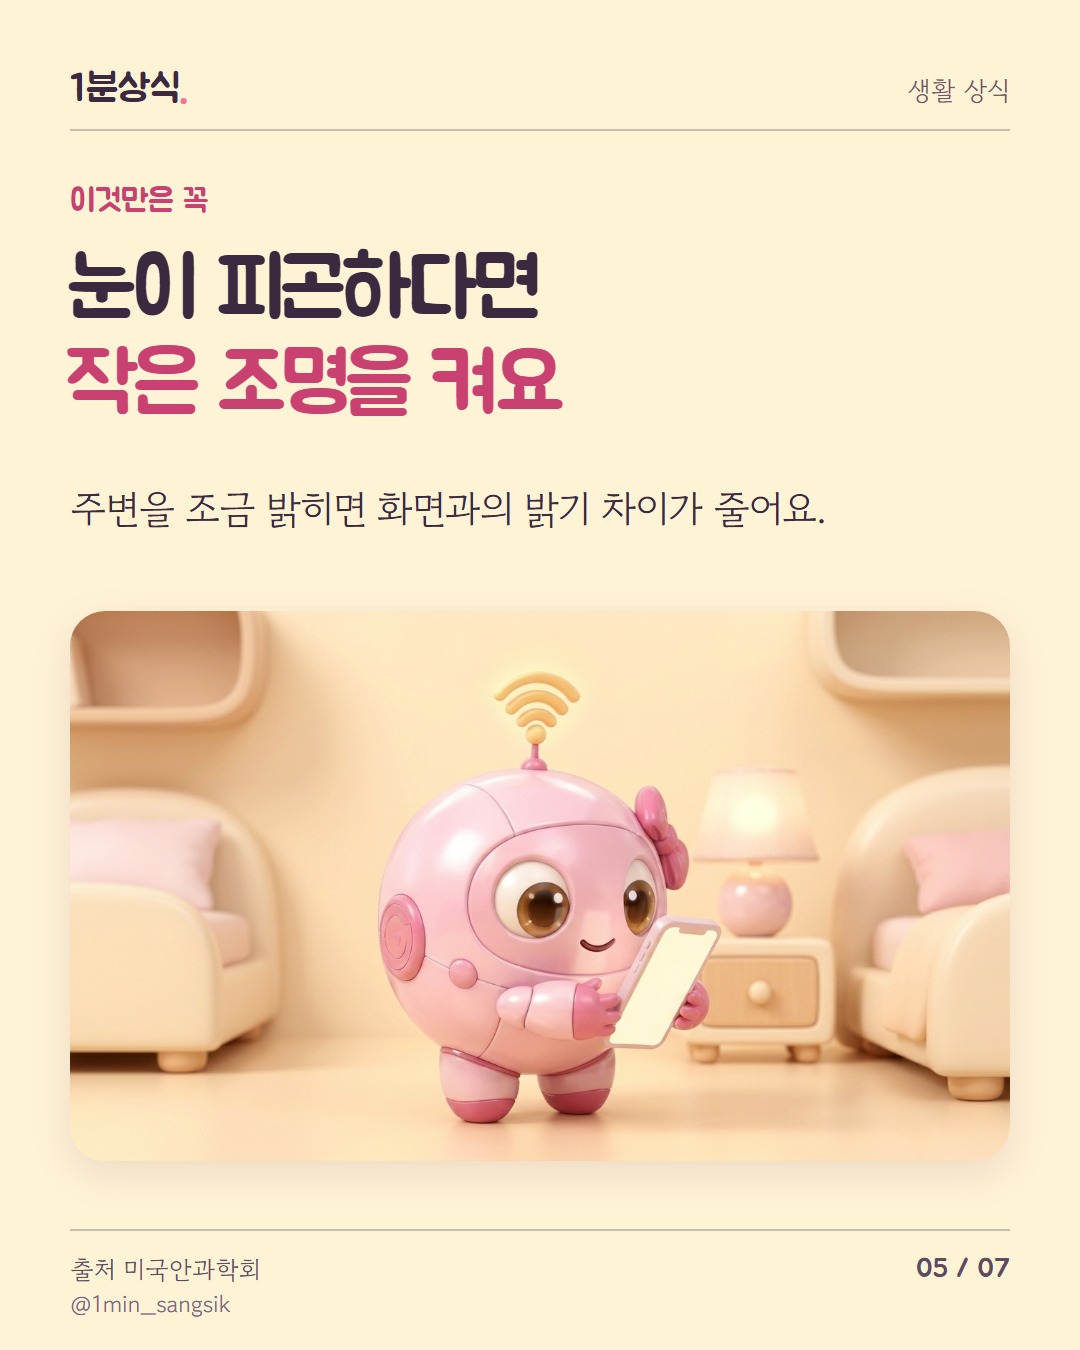 1분상식.
생활 상식
이것만은 꼭
눈이 피곤하다면
작은 조명을 켜요
주변을 조금 밝히면 화면과의 밝기 차이가 줄어요.
출처 미국안과학회
05 / 07
@1min_sangsik